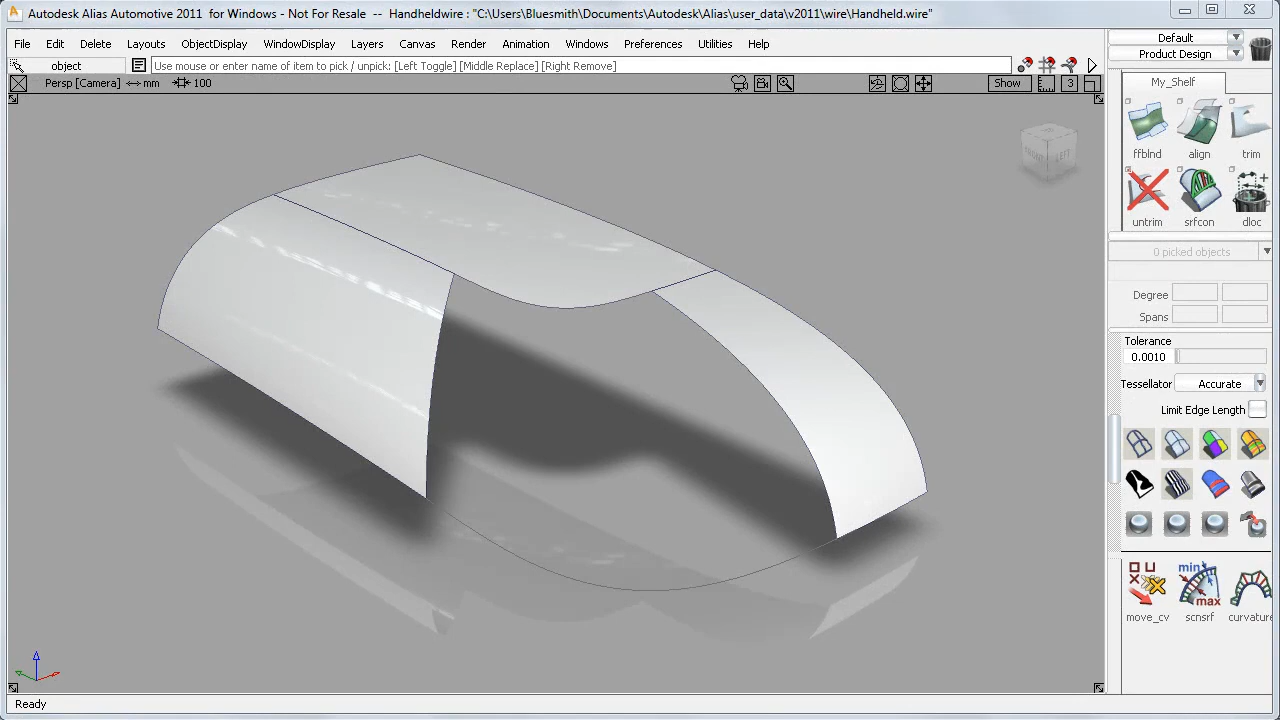 Autodesk Alias Automotive 2011 for Windows - Not For Resale -- Handheldwire : "C:\Users\Bluesmith\Documents\Autodesk\Alias\user_data\v2011\wire\Handheld.wire"
File Edit Delete Layouts ObjectDisplay WindowDisplay Layers Canvas Render Animation Windows Preferences Utilities Help
object Use mouse or enter name of item to pick / unpick: [Left Toggle] [Middle Replace] [Right Remove]
Persp [Camera] mm 100 Show 3
Default
Product Design
My_Shelf
ffblnd align trim
untrim srfcon dloc
0 picked objects
Degree
Spans
Tolerance
0.0010
Tessellator Accurate
Limit Edge Length
min
max
move_cv scnsrf curvature
LEFT
Ready